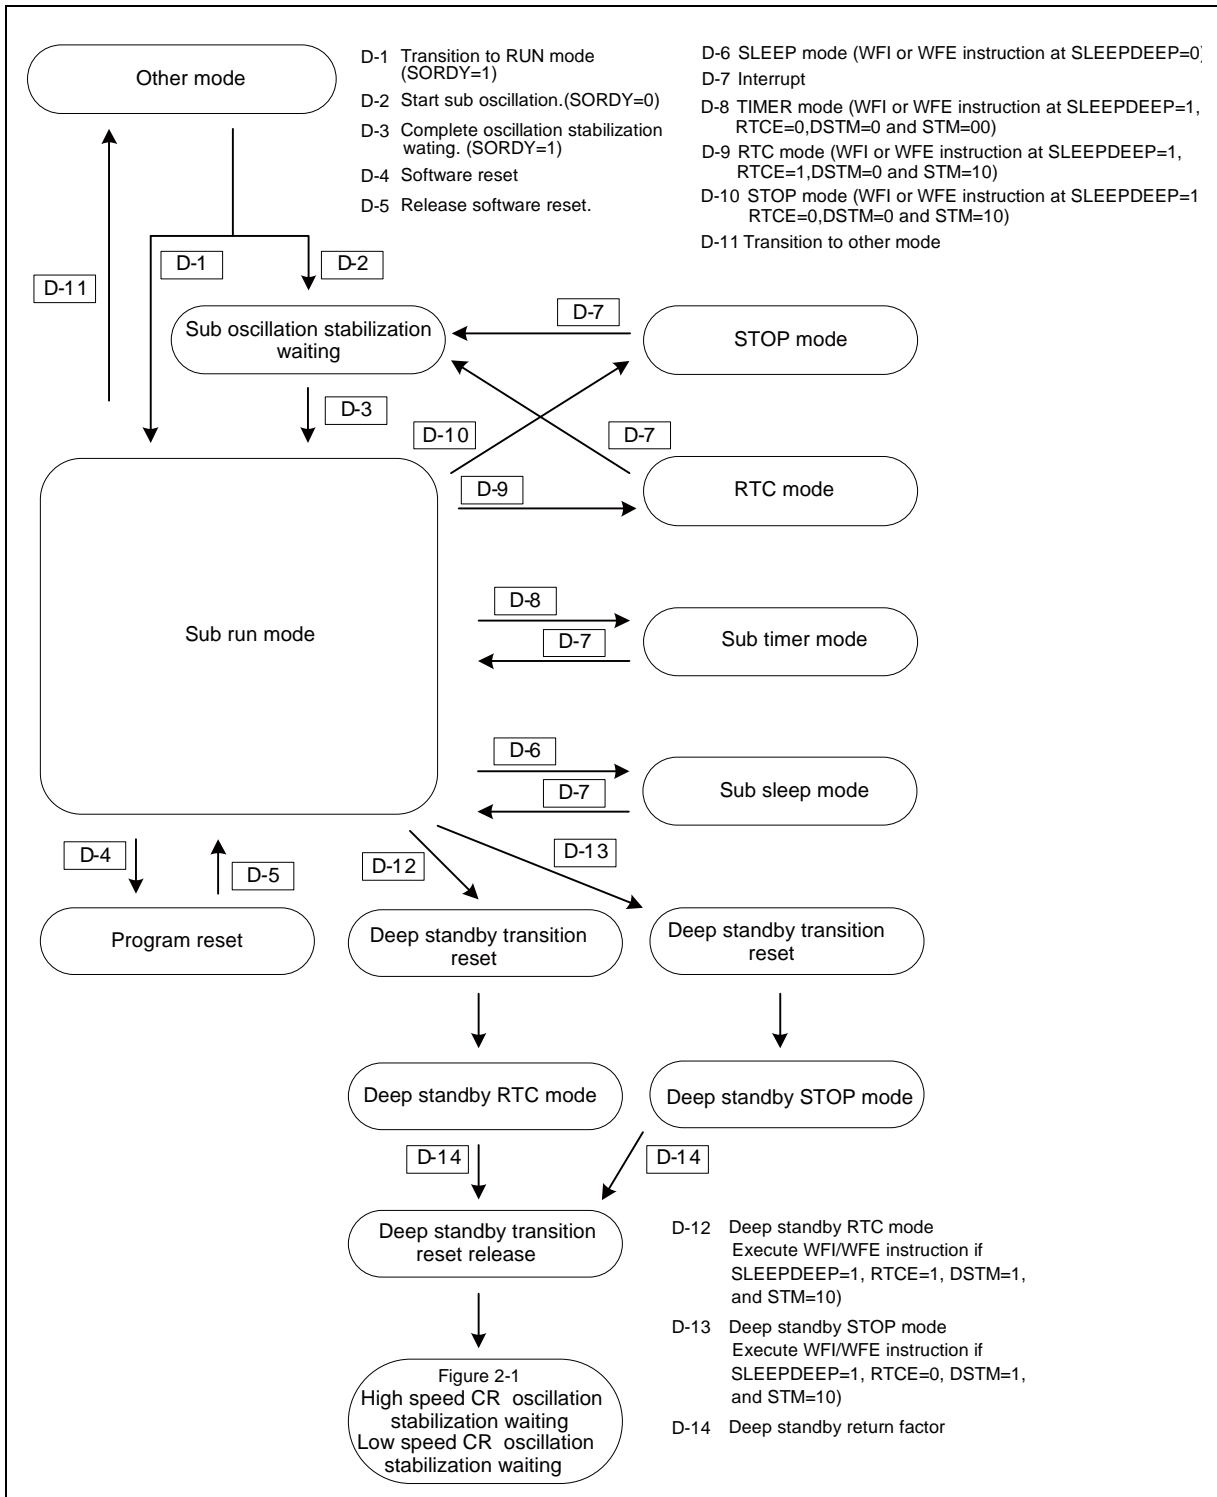 Other mode
D-1 Transition to RUN mode
(SORDY=1)
D-2 Start sub oscillation.(SORDY=0)
D-3 Complete oscillation stabilization
wating. (SORDY=1)
D-4 Software reset
D-5 Release software reset.
D-6 SLEEP mode (WFI or WFE instruction at SLEEPDEEP=0)
D-7 Interrupt
D-8 TIMER mode (WFI or WFE instruction at SLEEPDEEP=1,
RTCE=0,DSTM=0 and STM=00)
D-9 RTC mode (WFI or WFE instruction at SLEEPDEEP=1,
RTCE=1,DSTM=0 and STM=10)
D-10 STOP mode (WFI or WFE instruction at SLEEPDEEP=1
RTCE=0,DSTM=0 and STM=10)
D-11 Transition to other mode
D-1
D-2
D-11
Sub oscillation stabilization
waiting
D-7
STOP mode
D-3
D-10
D-7
D-9
RTC mode
Sub run mode
D-8
D-7
Sub timer mode
D-6
D-7
Sub sleep mode
D-4
D-5
D-12
D-13
Program reset
Deep standby transition
reset
Deep standby transition
reset
Deep standby RTC mode
Deep standby STOP mode
D-14
D-14
Deep standby transition
reset release
D-12 Deep standby RTC mode
Execute WFI/WFE instruction if
SLEEPDEEP=1, RTCE=1, DSTM=1,
and STM=10)
D-13 Deep standby STOP mode
Execute WFI/WFE instruction if
SLEEPDEEP=1, RTCE=0, DSTM=1,
and STM=10)
D-14 Deep standby return factor
Figure 2-1
High speed CR oscillation
stabilization waiting
Low speed CR oscillation
stabilization waiting